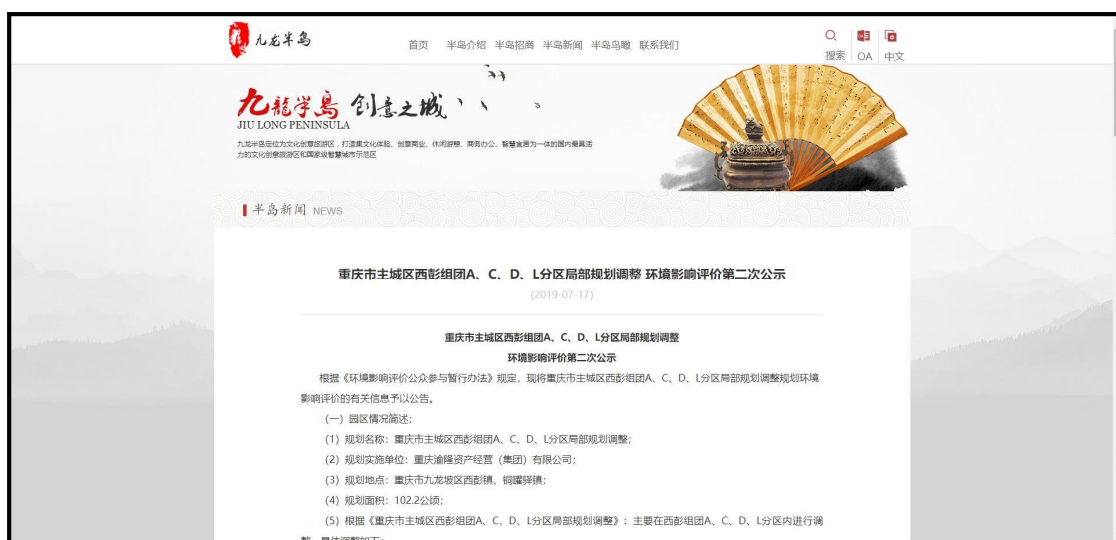 九龙半岛
首页 半岛介绍 半岛招商 半岛新闻 半岛鸟瞰 联系我们
搜索 OA 中文
九龍半島 创意之城
JIU LONG PENINSULA
九龙半岛定位为文化创意旅游区，打造集文化体验、创意商业、休闲游憩、商务办公、智慧宜居为一体的国内最具活
力的文化创意旅游区和国家级智慧城市示范区
半岛新闻 NEWS
重庆市主城区西彭组团A、C、D、L分区局部规划调整 环境影响评价第二次公示
(2019-07-17)
重庆市主城区西彭组团A、C、D、L分区局部规划调整
环境影响评价第二次公示
根据《环境影响评价公众参与暂行办法》规定，现将重庆市主城区西彭组团A、C、D、L分区局部规划调整规划环境
影响评价的有关信息予以公告。
(一) 园区情况简述；
(1) 规划名称：重庆市主城区西彭组团A、C、D、L分区局部规划调整；
(2) 规划实施单位：重庆渝隆资产经营（集团）有限公司；
(3) 规划地点：重庆市九龙坡区西彭镇、铜罐驿镇；
(4) 规划面积：102.2公顷；
(5) 根据《重庆市主城区西彭组团A、C、D、L分区局部规划调整》：主要在西彭组团A、C、D、L分区内进行调
整，具体调整如下：